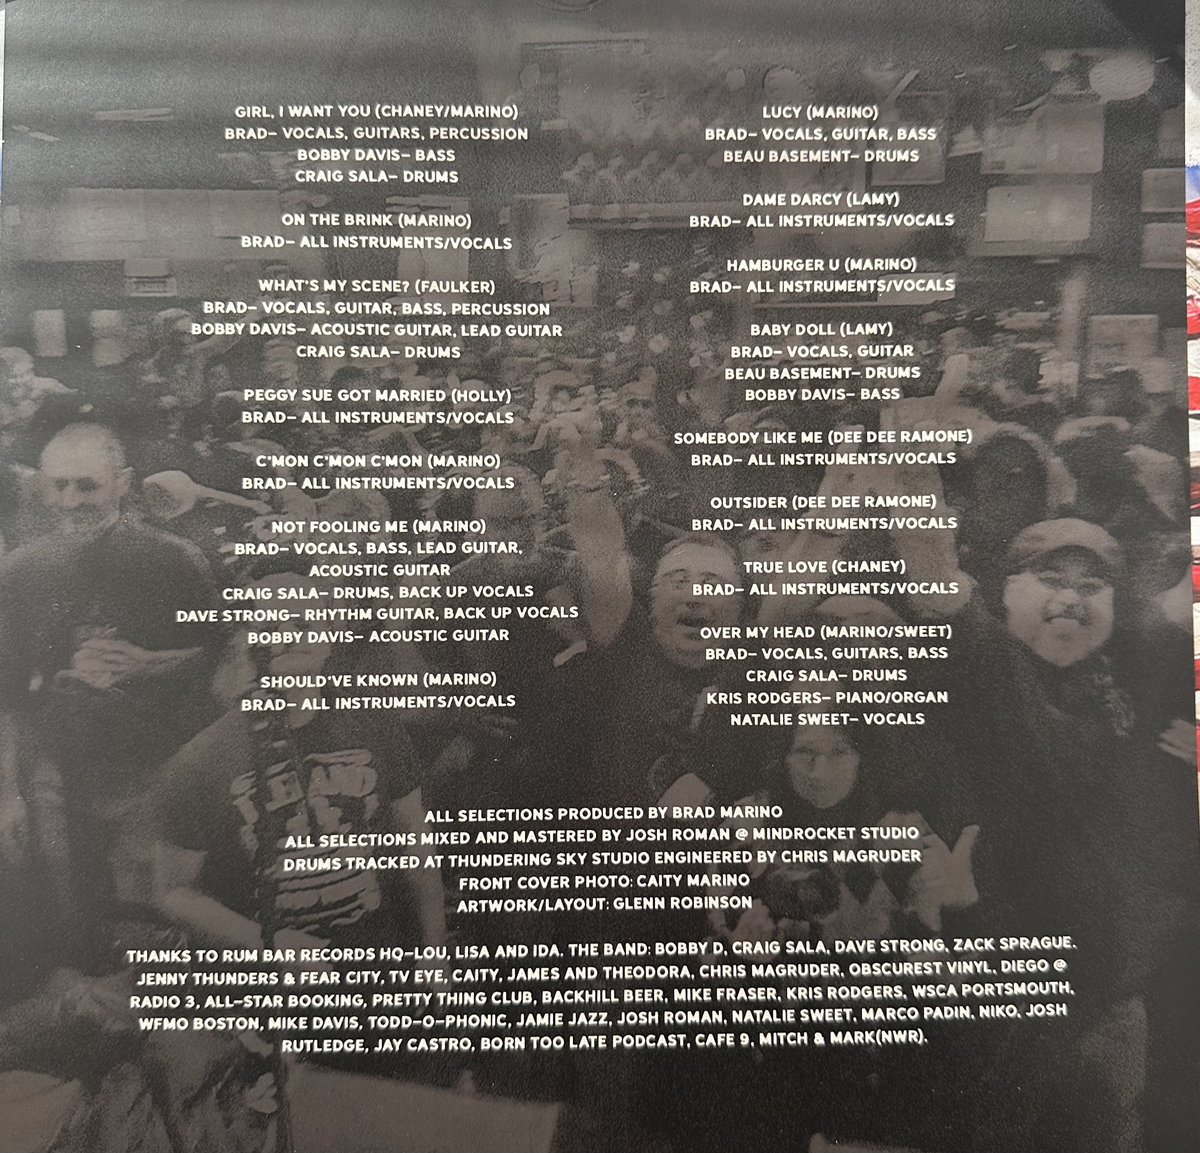 GIRL, I WANT YOU (CHANEY/MARINO)
BRAD– VOCALS, GUITARS, PERCUSSION
BOBBY DAVIS– BASS
CRAIG SALA– DRUMS
ON THE BRINK (MARINO)
BRAD– ALL INSTRUMENTS/VOCALS
WHAT'S MY SCENE? (FAULKER)
BRAD– VOCALS, GUITAR, BASS, PERCUSSION
BOBBY DAVIS– ACOUSTIC GUITAR, LEAD GUITAR
CRAIG SALA– DRUMS
PEGGY SUE GOT MARRIED (HOLLY)
BRAD– ALL INSTRUMENTS/VOCALS
C'MON C'MON C'MON (MARINO)
BRAD– ALL INSTRUMENTS/VOCALS
NOT FOOLING ME (MARINO)
BRAD– VOCALS, BASS, LEAD GUITAR,
ACOUSTIC GUITAR
CRAIG SALA– DRUMS, BACK UP VOCALS
DAVE STRONG– RHYTHM GUITAR, BACK UP VOCALS
BOBBY DAVIS– ACOUSTIC GUITAR
SHOULD'VE KNOWN (MARINO)
BRAD– ALL INSTRUMENTS/VOCALS
LUCY (MARINO)
BRAD– VOCALS, GUITAR, BASS
BEAU BASEMENT– DRUMS
DAME DARCY (LAMY)
BRAD– ALL INSTRUMENTS/VOCALS
HAMBURGER U (MARINO)
BRAD– ALL INSTRUMENTS/VOCALS
BABY DOLL (LAMY)
BRAD– VOCALS, GUITAR
BEAU BASEMENT– DRUMS
BOBBY DAVIS– BASS
SOMEBODY LIKE ME (DEE DEE RAMONE)
BRAD– ALL INSTRUMENTS/VOCALS
OUTSIDER (DEE DEE RAMONE)
BRAD– ALL INSTRUMENTS/VOCALS
TRUE LOVE (CHANEY)
BRAD– ALL INSTRUMENTS/VOCALS
OVER MY HEAD (MARINO/SWEET)
BRAD– VOCALS, GUITARS, BASS
CRAIG SALA– DRUMS
KRIS RODGERS– PIANO/ORGAN
NATALIE SWEET– VOCALS
ALL SELECTIONS PRODUCED BY BRAD MARINO
ALL SELECTIONS MIXED AND MASTERED BY JOSH ROMAN @ MINDROCKET STUDIO
DRUMS TRACKED AT THUNDERING SKY STUDIO ENGINEERED BY CHRIS MAGRUDER
FRONT COVER PHOTO: CAITY MARINO
ARTWORK/LAYOUT: GLENN ROBINSON
THANKS TO RUM BAR RECORDS HQ–LOU, LISA AND IDA, THE BAND: BOBBY D, CRAIG SALA, DAVE STRONG, ZACK SPRAGUE,
JENNY THUNDERS & FEAR CITY, TV EYE, CAITY, JAMES AND THEODORA, CHRIS MAGRUDER, OBSCUREST VINYL, DIEGO @
RADIO 3, ALL–STAR BOOKING, PRETTY THING CLUB, BACKHILL BEER, MIKE FRASER, KRIS RODGERS, WSCA PORTSMOUTH,
WFMO BOSTON, MIKE DAVIS, TODD–O–PHONIC, JAMIE JAZZ, JOSH ROMAN, NATALIE SWEET, MARCO PADIN, NIKO, JOSH
RUTLEDGE, JAY CASTRO, BORN TOO LATE PODCAST, CAFE 9, MITCH & MARK(NWR).